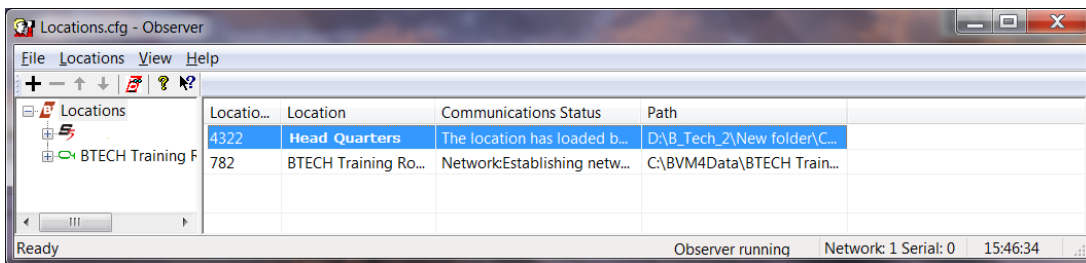 Locations.cfg - Observer
File Locations View Help
Locations
BTECH Training F
Locatio... Location Communications Status Path
4322 Head Quarters The location has loaded b... D:\B_Tech_2\New folder\C...
782 BTECH Training Ro... Network:Establishing netw... C:\BVM4Data\BTECH Train...
Ready Observer running Network: 1 Serial: 0 15:46:34